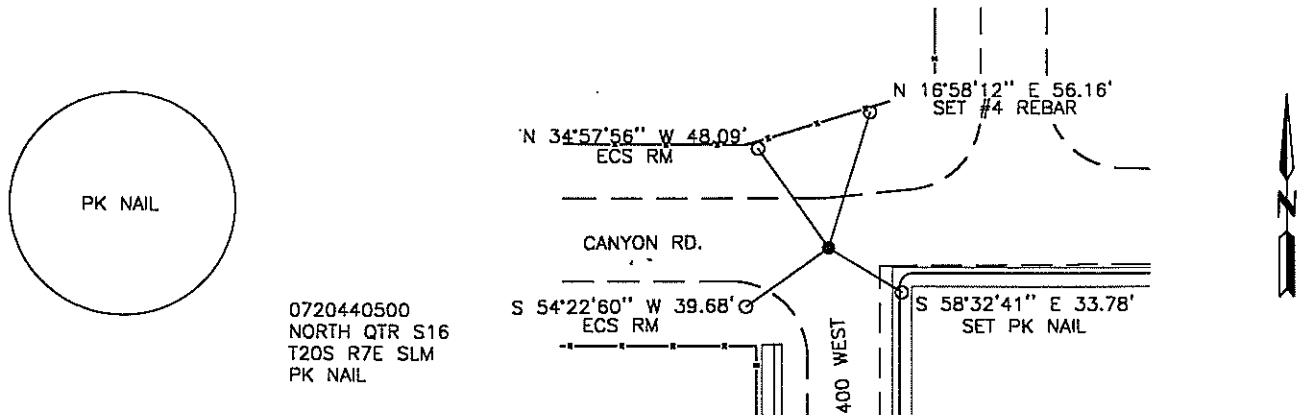 PK NAIL
0720440500
NORTH QTR S16
T20S R7E SLM
PK NAIL
N 34°57'56" W 48.09'
ECS RM
N 16°58'12" E 56.16'
SET #4 REBAR
CANYON RD.
S 54°22'60" W 39.68'
ECS RM
S 58°32'41" E 33.78'
SET PK NAIL
400 WEST
N